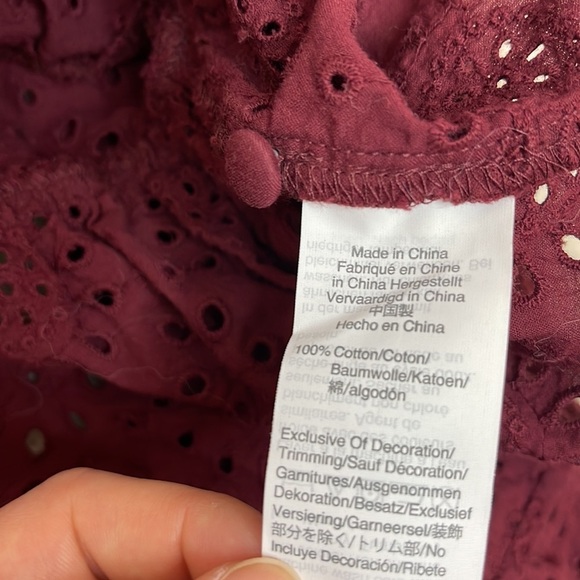 Made in China
Fabriqué en Chine
in China Hergestellt
Vervaardigd in China
中国製
Hecho en China
100% Cotton/Coton/
Baumwolle/Katoen/
綿/algodón
Exclusive Of Decoration/
Trimming/Sauf Décoration/
Garnitures/Ausgenommen
Dekoration/Besatz/Exclusief
Versiering/Garneersel/装飾
部分を除く/トリム部/No
Incluye Decoración/Ribete